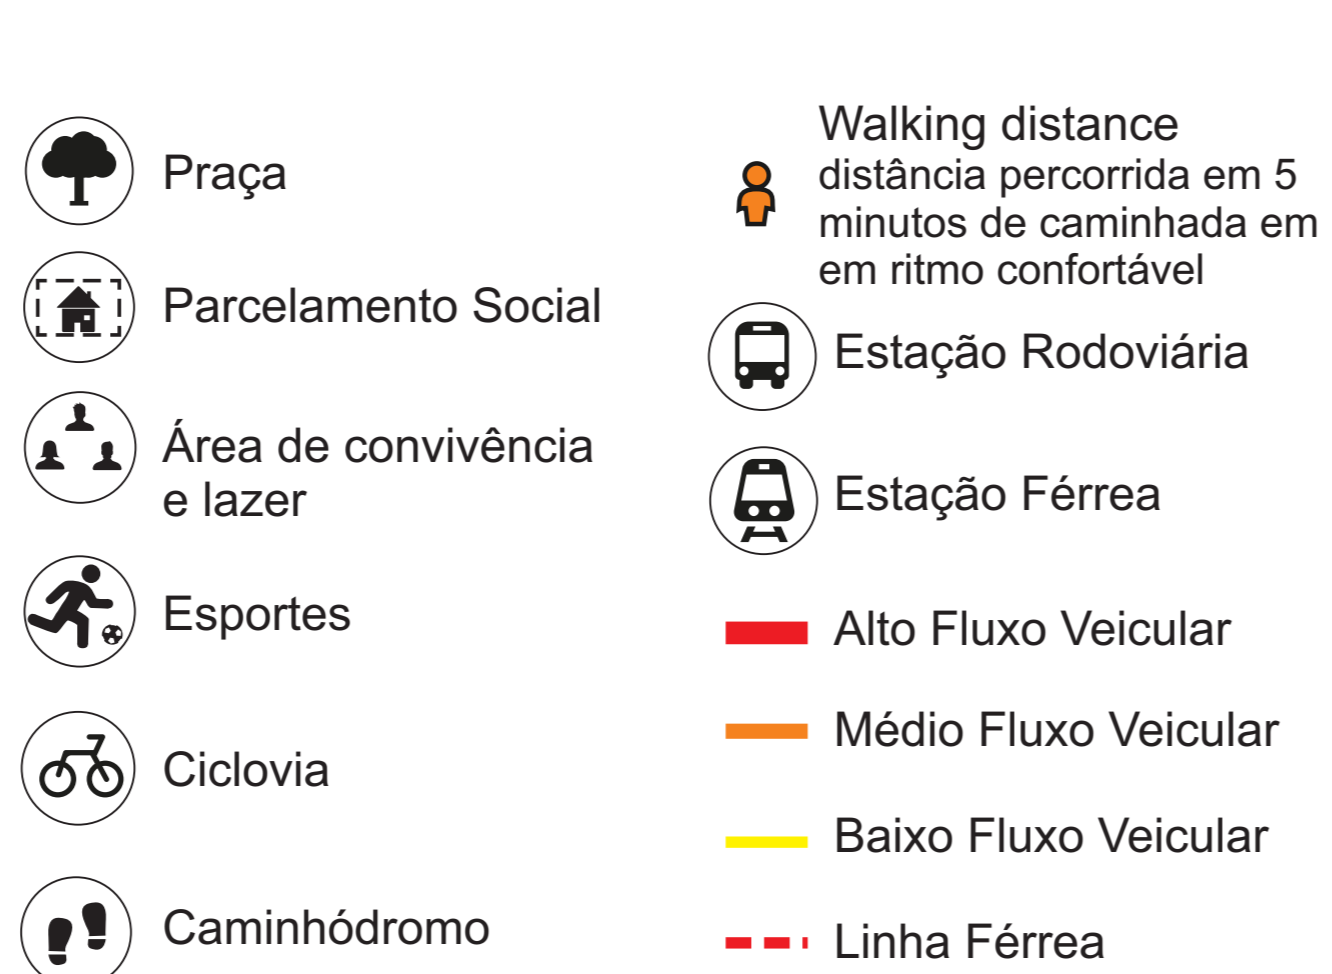 Praça
Parcelamento Social
Área de convivência
e lazer
Esportes
Ciclovia
Caminhódromo
Walking distance
distância percorrida em 5
minutos de caminhada em
em ritmo confortável
Estação Rodoviária
Estação Férrea
Alto Fluxo Veicular
Médio Fluxo Veicular
Baixo Fluxo Veicular
Linha Férrea